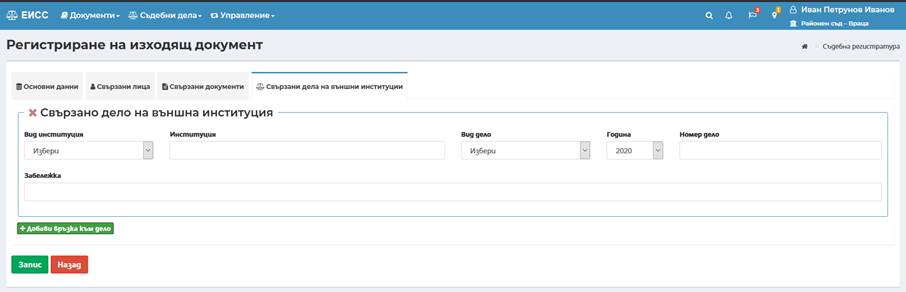 ЕИСС Документи Съдебни дела Управление 3 1 Иван Петрунов Иванов
Районен съд – Враца
Регистриране на изходящ документ Съдебна регистратура
Основни данни Свързани лица Свързани документи Свързани дела на външни институции
Свързано дело на външна институция
Вид институция Институция Вид дело Година Номер дело
Избери Избери 2020
Забележка
+ Добави връзка към дело
Запис Назад